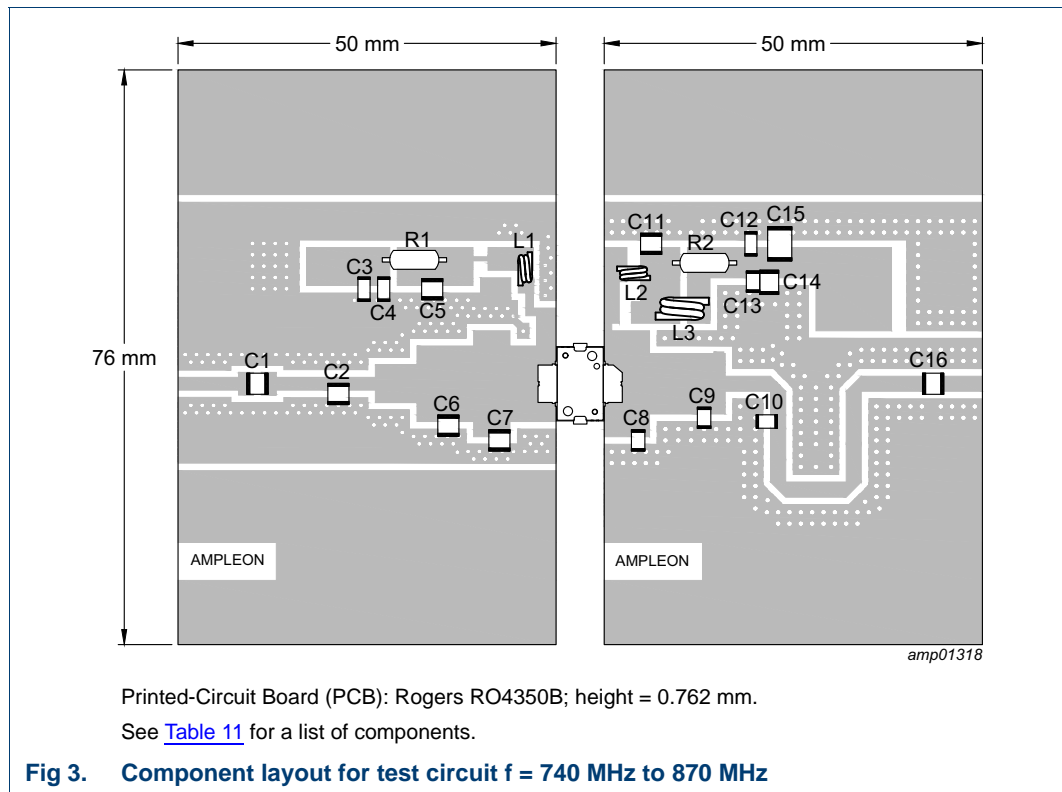 50 mm
50 mm
76 mm
C11
C12
C15
R1
L1
R2
C3
C4
C5
L2
C13
C14
L3
C1
C2
C16
C6
C7
C8
C9
C10
AMPLEON
AMPLEON
amp01318
Printed-Circuit Board (PCB): Rogers RO4350B; height = 0.762 mm.
See Table 11 for a list of components.
Fig 3. Component layout for test circuit f = 740 MHz to 870 MHz